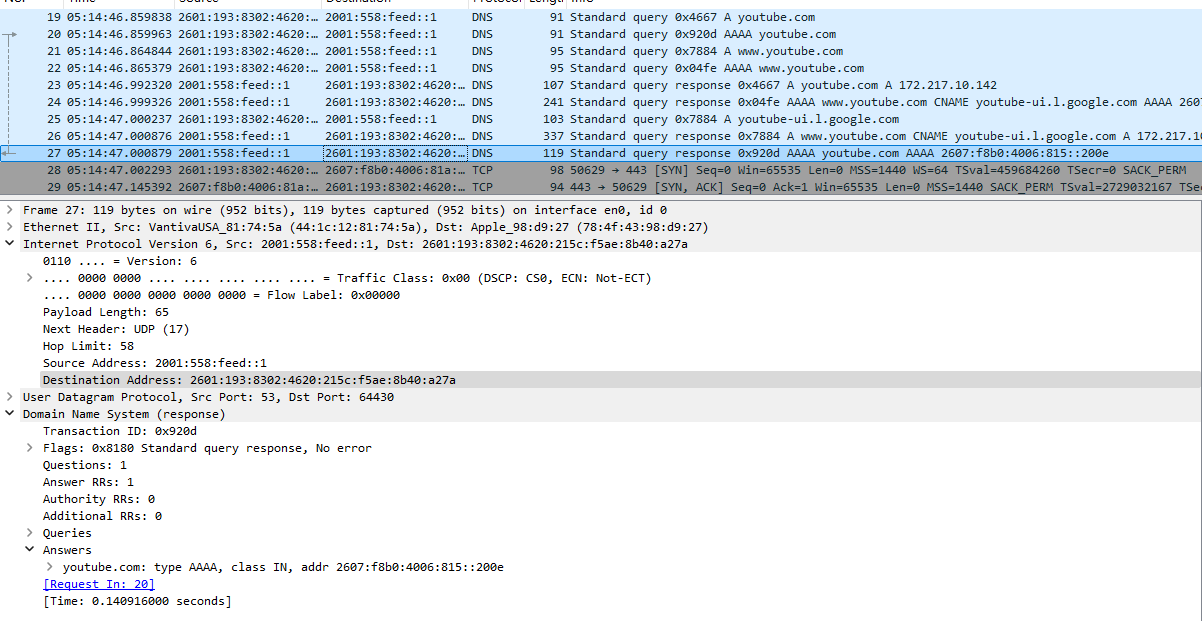 19 05:14:46.859838 2601:193:8302:4620:… 2001:558:feed::1 DNS 91 Standard query 0x4667 A youtube.com
20 05:14:46.859963 2601:193:8302:4620:… 2001:558:feed::1 DNS 91 Standard query 0x920d AAAA youtube.com
21 05:14:46.864844 2601:193:8302:4620:… 2001:558:feed::1 DNS 95 Standard query 0x7884 A www.youtube.com
22 05:14:46.865379 2601:193:8302:4620:… 2001:558:feed::1 DNS 95 Standard query 0x04fe AAAA www.youtube.com
23 05:14:46.992320 2001:558:feed::1 2601:193:8302:4620:… DNS 107 Standard query response 0x4667 A youtube.com A 172.217.10.142
24 05:14:46.999326 2001:558:feed::1 2601:193:8302:4620:… DNS 241 Standard query response 0x04fe AAAA www.youtube.com CNAME youtube-ui.l.google.com AAAA 2607
25 05:14:47.000237 2001:558:feed::1 2601:193:8302:4620:… DNS 103 Standard query 0x7884 A youtube-ui.l.google.com
26 05:14:47.000876 2001:558:feed::1 2601:193:8302:4620:… DNS 337 Standard query response 0x7884 A www.youtube.com CNAME youtube-ui.l.google.com A 172.217.10
27 05:14:47.000879 2001:558:feed::1 2601:193:8302:4620:… DNS 119 Standard query response 0x920d AAAA youtube.com AAAA 2607:f8b0:4006:815::200e
28 05:14:47.002293 2601:193:8302:4620:… 2607:f8b0:4006:81a:… TCP 98 50629 → 443 [SYN] Seq=0 Win=65535 Len=0 MSS=1440 WS=64 TSval=459684260 TSecr=0 SACK_PERM
29 05:14:47.145392 2607:f8b0:4006:81a:… 2601:193:8302:4620:… TCP 94 443 → 50629 [SYN, ACK] Seq=0 Ack=1 Win=65535 Len=0 MSS=1440 SACK_PERM TSval=2729032167 TSec
Frame 27: 119 bytes on wire (952 bits), 119 bytes captured (952 bits) on interface en0, id 0
Ethernet II, Src: VantivaUSA_81:74:5a (44:1c:12:81:74:5a), Dst: Apple_98:d9:27 (78:4f:43:98:d9:27)
Internet Protocol Version 6, Src: 2001:558:feed::1, Dst: 2601:193:8302:4620:215c:f5ae:8b40:a27a
0110 .... = Version: 6
.... 0000 0000 .... .... .... .... .... = Traffic Class: 0x00 (DSCP: CS0, ECN: Not-ECT)
.... 0000 0000 0000 0000 0000 = Flow Label: 0x00000
Payload Length: 65
Next Header: UDP (17)
Hop Limit: 58
Source Address: 2001:558:feed::1
Destination Address: 2601:193:8302:4620:215c:f5ae:8b40:a27a
User Datagram Protocol, Src Port: 53, Dst Port: 64430
Domain Name System (response)
Transaction ID: 0x920d
Flags: 0x8180 Standard query response, No error
Questions: 1
Answer RRs: 1
Authority RRs: 0
Additional RRs: 0
Queries
Answers
youtube.com: type AAAA, class IN, addr 2607:f8b0:4006:815::200e
[Request In: 20]
[Time: 0.140916000 seconds]